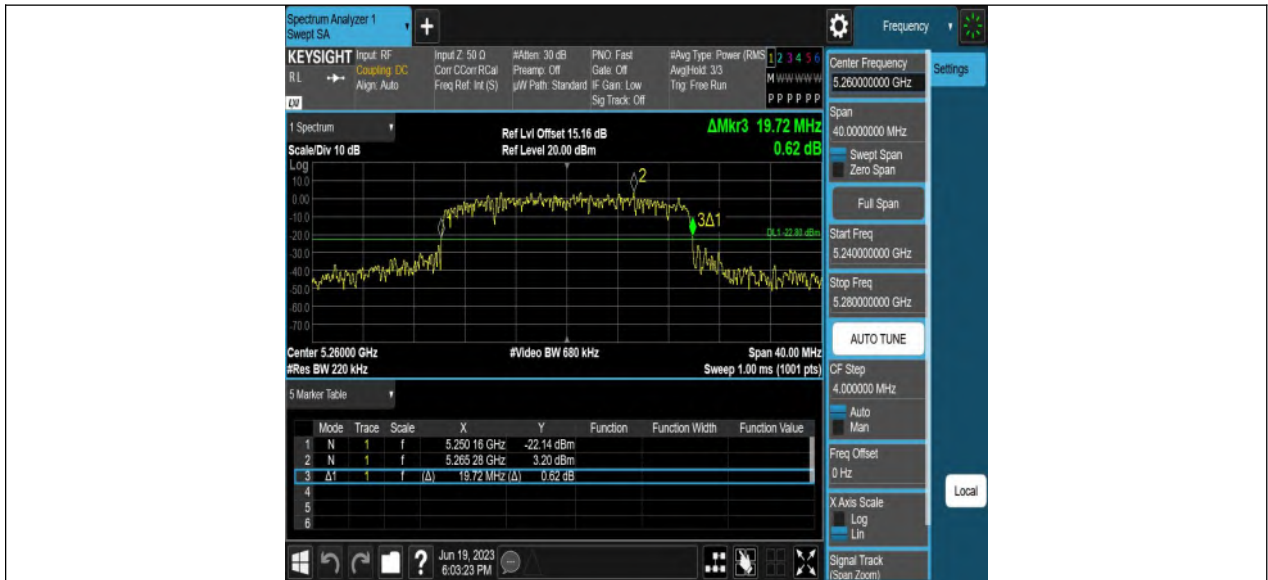 Spectrum Analyzer 1
Swept SA
+
Frequency
KEYSIGHT Input: RF Input Z: 50 Ω #Atten: 30 dB PNO: Fast #Avg Type: Power (RMS 1 2 3 4 5 6
RL Coupling: DC Corr CCorr RCal Preamp: Off Gate: Off Avg|Hold: 3/3 M W W W W W
Align: Auto Freq Ref: Int (S) µW Path: Standard IF Gain: Low Trig: Free Run
Sig Track: Off P P P P P P
LXI
1 Spectrum
Ref Lvl Offset 15.16 dB
ΔMkr3 19.72 MHz
Scale/Div 10 dB
Ref Level 20.00 dBm
0.62 dB
Log
10.0
0.00
-10.0
-20.0
-30.0
-40.0
-50.0
-60.0
-70.0
2
1
3Δ1
DL1 -22.80 dBm
Center 5.26000 GHz
#Video BW 680 kHz
Span 40.00 MHz
#Res BW 220 kHz
Sweep 1.00 ms (1001 pts)
5 Marker Table
Mode Trace Scale X Y Function Function Width Function Value
1 N 1 f 5.250 16 GHz -22.14 dBm
2 N 1 f 5.265 28 GHz 3.20 dBm
3 Δ1 1 f (Δ) 19.72 MHz (Δ) 0.62 dB
4
5
6
?
Jun 19, 2023
6:03:23 PM
Center Frequency
5.260000000 GHz
Settings
Span
40.0000000 MHz
Swept Span
Zero Span
Full Span
Start Freq
5.240000000 GHz
Stop Freq
5.280000000 GHz
AUTO TUNE
CF Step
4.000000 MHz
Auto
Man
Freq Offset
0 Hz
X Axis Scale
Log
Lin
Local
Signal Track
(Span Zoom)